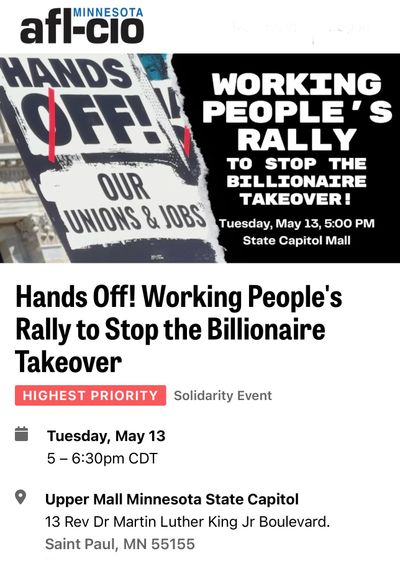 MINNESOTA
afl-cio
HANDS
OFF!
OUR
UNIONS & JOBS
WORKING
PEOPLE'S
RALLY
TO STOP THE
BILLIONAIRE
TAKEOVER!
Tuesday, May 13, 5:00 PM
State Capitol Mall
Hands Off! Working People's
Rally to Stop the Billionaire
Takeover
HIGHEST PRIORITY Solidarity Event
Tuesday, May 13
5 – 6:30pm CDT
Upper Mall Minnesota State Capitol
13 Rev Dr Martin Luther King Jr Boulevard.
Saint Paul, MN 55155